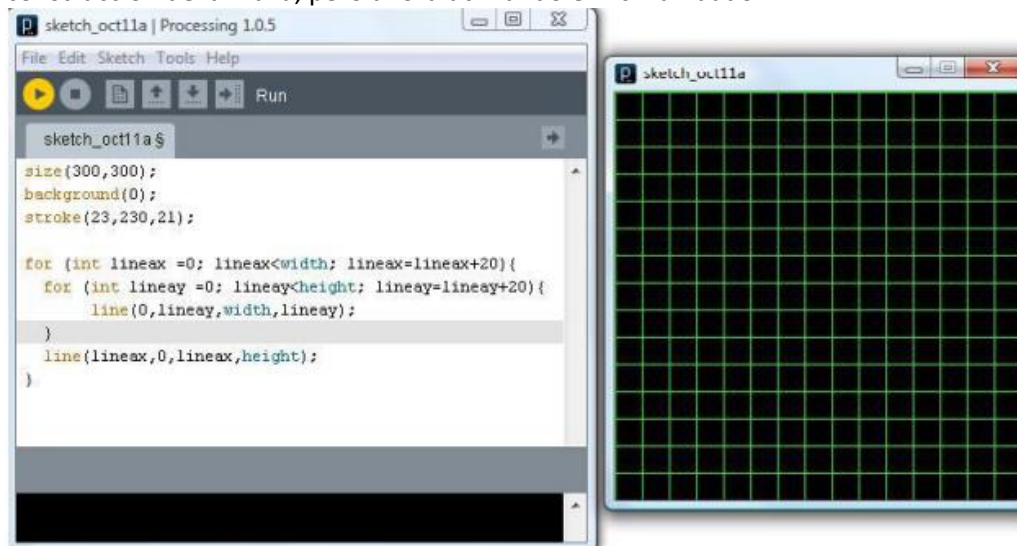 sketch_oct11a | Processing 1.0.5
File Edit Sketch Tools Help
Run
sketch_oct11a §
size(300,300);
background(0);
stroke(23,230,21);
for (int lineax =0; lineax<width; lineax=lineax+20){
for (int lineay =0; lineay<height; lineay=lineay+20){
line(0,lineay,width,lineay);
}
line(lineax,0,lineax,height);
}
sketch_oct11a